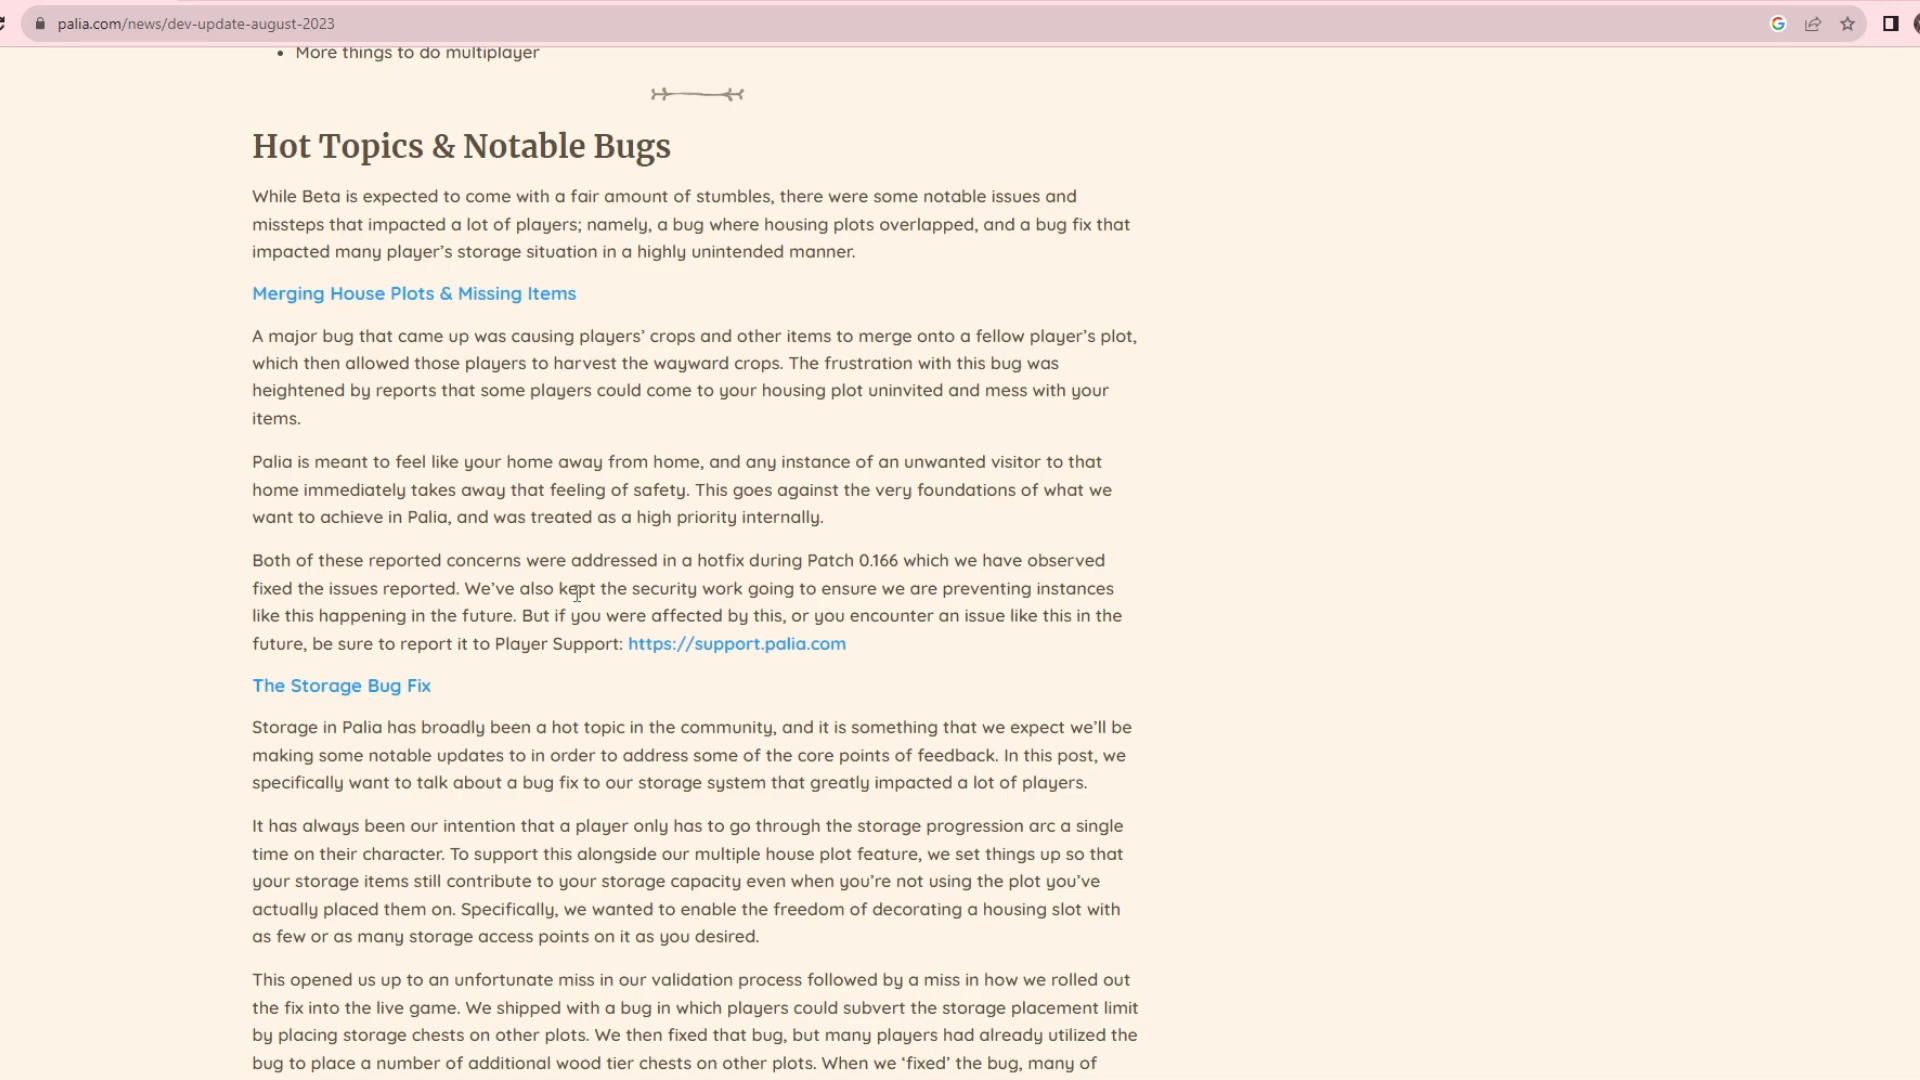 palia.com/news/dev-update-august-2023
• More things to do multiplayer
Hot Topics & Notable Bugs
While Beta is expected to come with a fair amount of stumbles, there were some notable issues and
missteps that impacted a lot of players; namely, a bug where housing plots overlapped, and a bug fix that
impacted many player’s storage situation in a highly unintended manner.
Merging House Plots & Missing Items
A major bug that came up was causing players’ crops and other items to merge onto a fellow player’s plot,
which then allowed those players to harvest the wayward crops. The frustration with this bug was
heightened by reports that some players could come to your housing plot uninvited and mess with your
items.
Palia is meant to feel like your home away from home, and any instance of an unwanted visitor to that
home immediately takes away that feeling of safety. This goes against the very foundations of what we
want to achieve in Palia, and was treated as a high priority internally.
Both of these reported concerns were addressed in a hotfix during Patch 0.166 which we have observed
fixed the issues reported. We’ve also kept the security work going to ensure we are preventing instances
like this happening in the future. But if you were affected by this, or you encounter an issue like this in the
future, be sure to report it to Player Support: https://support.palia.com
The Storage Bug Fix
Storage in Palia has broadly been a hot topic in the community, and it is something that we expect we’ll be
making some notable updates to in order to address some of the core points of feedback. In this post, we
specifically want to talk about a bug fix to our storage system that greatly impacted a lot of players.
It has always been our intention that a player only has to go through the storage progression arc a single
time on their character. To support this alongside our multiple house plot feature, we set things up so that
your storage items still contribute to your storage capacity even when you’re not using the plot you’ve
actually placed them on. Specifically, we wanted to enable the freedom of decorating a housing slot with
as few or as many storage access points on it as you desired.
This opened us up to an unfortunate miss in our validation process followed by a miss in how we rolled out
the fix into the live game. We shipped with a bug in which players could subvert the storage placement limit
by placing storage chests on other plots. We then fixed that bug, but many players had already utilized the
bug to place a number of additional wood tier chests on other plots. When we ‘fixed’ the bug, many of